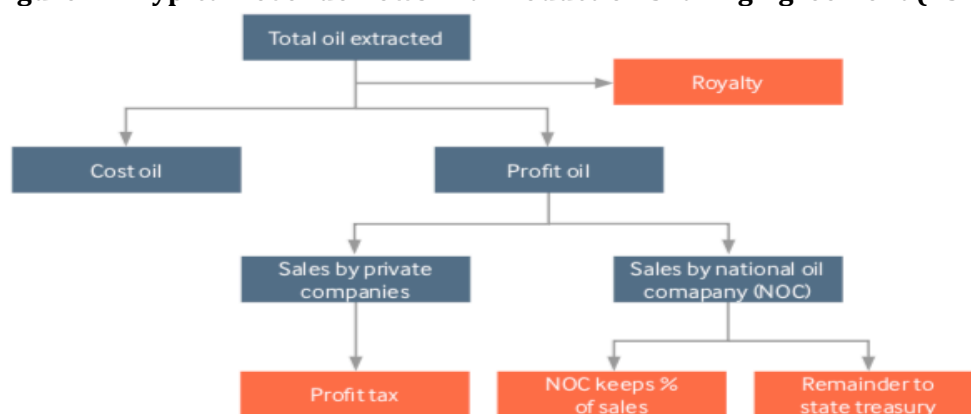 Total oil extracted
Royalty
Cost oil
Profit oil
Sales by private
companies
Sales by national oil
comapany (NOC)
Profit tax
NOC keeps %
of sales
Remainder to
state treasury